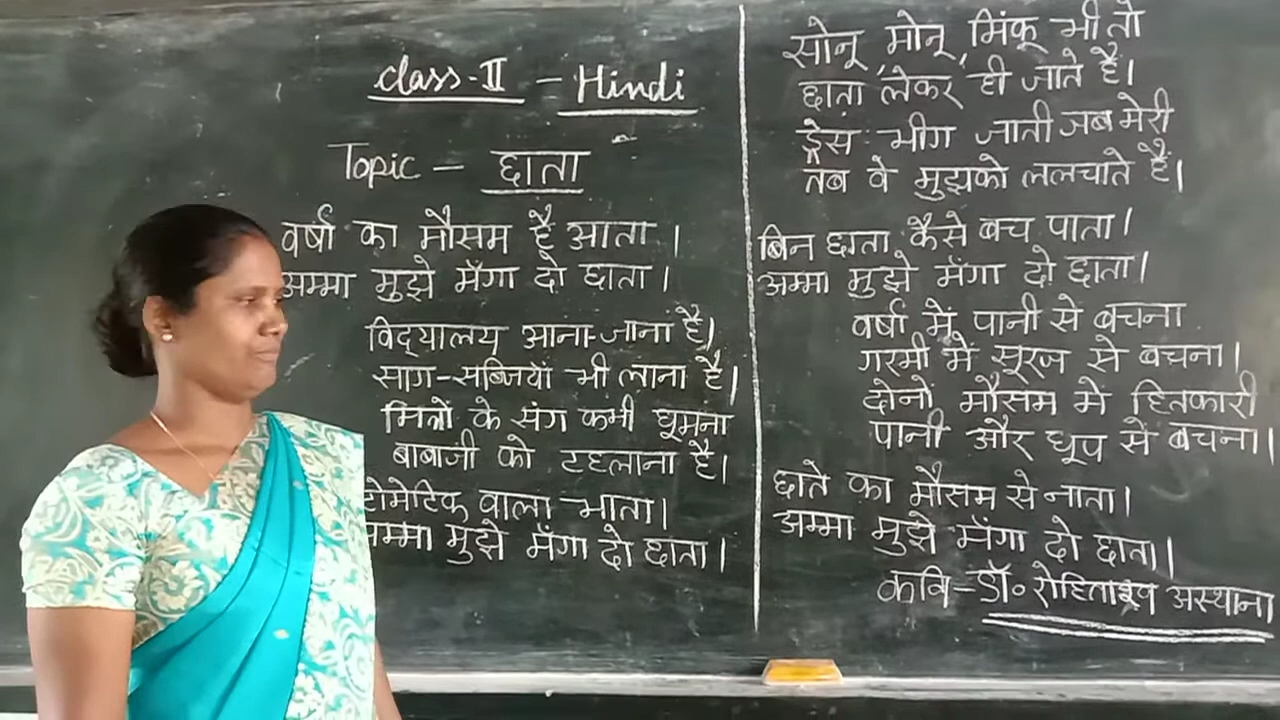 Class-II - Hindi
Topic - छाता
वर्षा का मौसम है आता।
अम्मा मुझे मँगा दो छाता।
विद्‌यालय आना-जाना है।
साग-सब्जियाँ भी लाना है।
मित्रों के संग कभी घूमना
बाबाजी को टहलाना है।
टोमेटिक वाला भाता।
अम्मा मुझे मँगा दो छाता।
सोनू, मोनू, मिंकू भी तो
छाता लेकर ही जाते हैं।
ड्रेस भीग जाती जब मेरी
तब वे मुझको ललचाते हैं।
बिन छाता कैसे बच पाता।
अम्मा मुझे मँगा दो छाता।
वर्षा में पानी से बचना
गरमी में सूरज से बचना।
दोनों मौसम मे हितकारी
पानी और धूप से बचना।
छाते का मौसम से नाता।
अम्मा मुझे मँगा दो छाता।
कवि-डॉ० रोहिताश्व अस्थाना